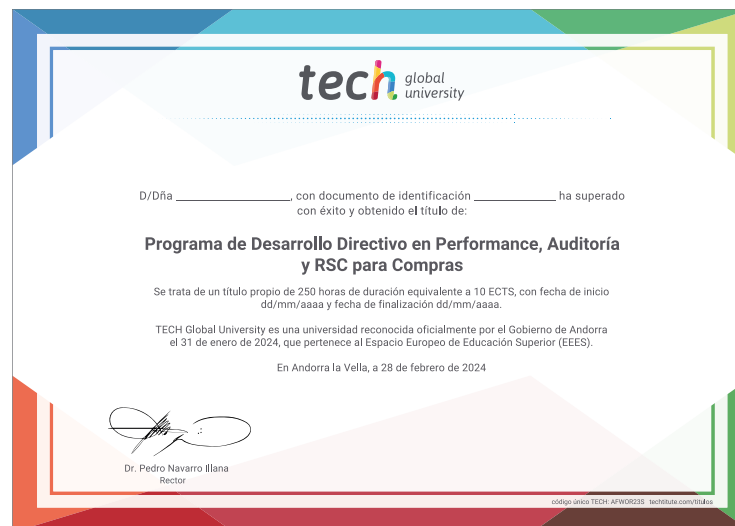 tech global university
D/Dña ______________, con documento de identificación ______________ ha superado
con éxito y obtenido el título de:
Programa de Desarrollo Directivo en Performance, Auditoría
y RSC para Compras
Se trata de un título propio de 250 horas de duración equivalente a 10 ECTS, con fecha de inicio
dd/mm/aaaa y fecha de finalización dd/mm/aaaa.
TECH Global University es una universidad reconocida oficialmente por el Gobierno de Andorra
el 31 de enero de 2024, que pertenece al Espacio Europeo de Educación Superior (EEES).
En Andorra la Vella, a 28 de febrero de 2024
Dr. Pedro Navarro Illana
Rector
código único TECH: AFWOR23S techtitute.com/titulos